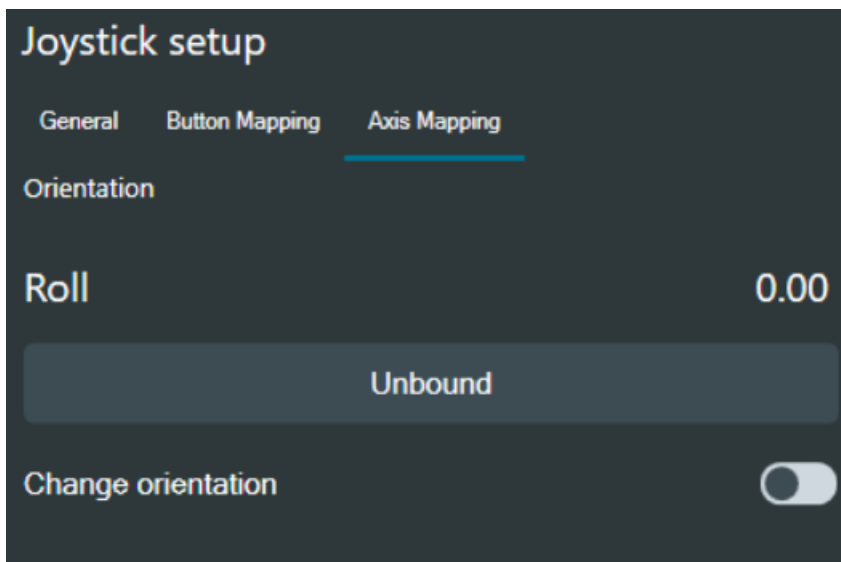 Joystick setup
General Button Mapping Axis Mapping
Orientation
Roll 0.00
Unbound
Change orientation